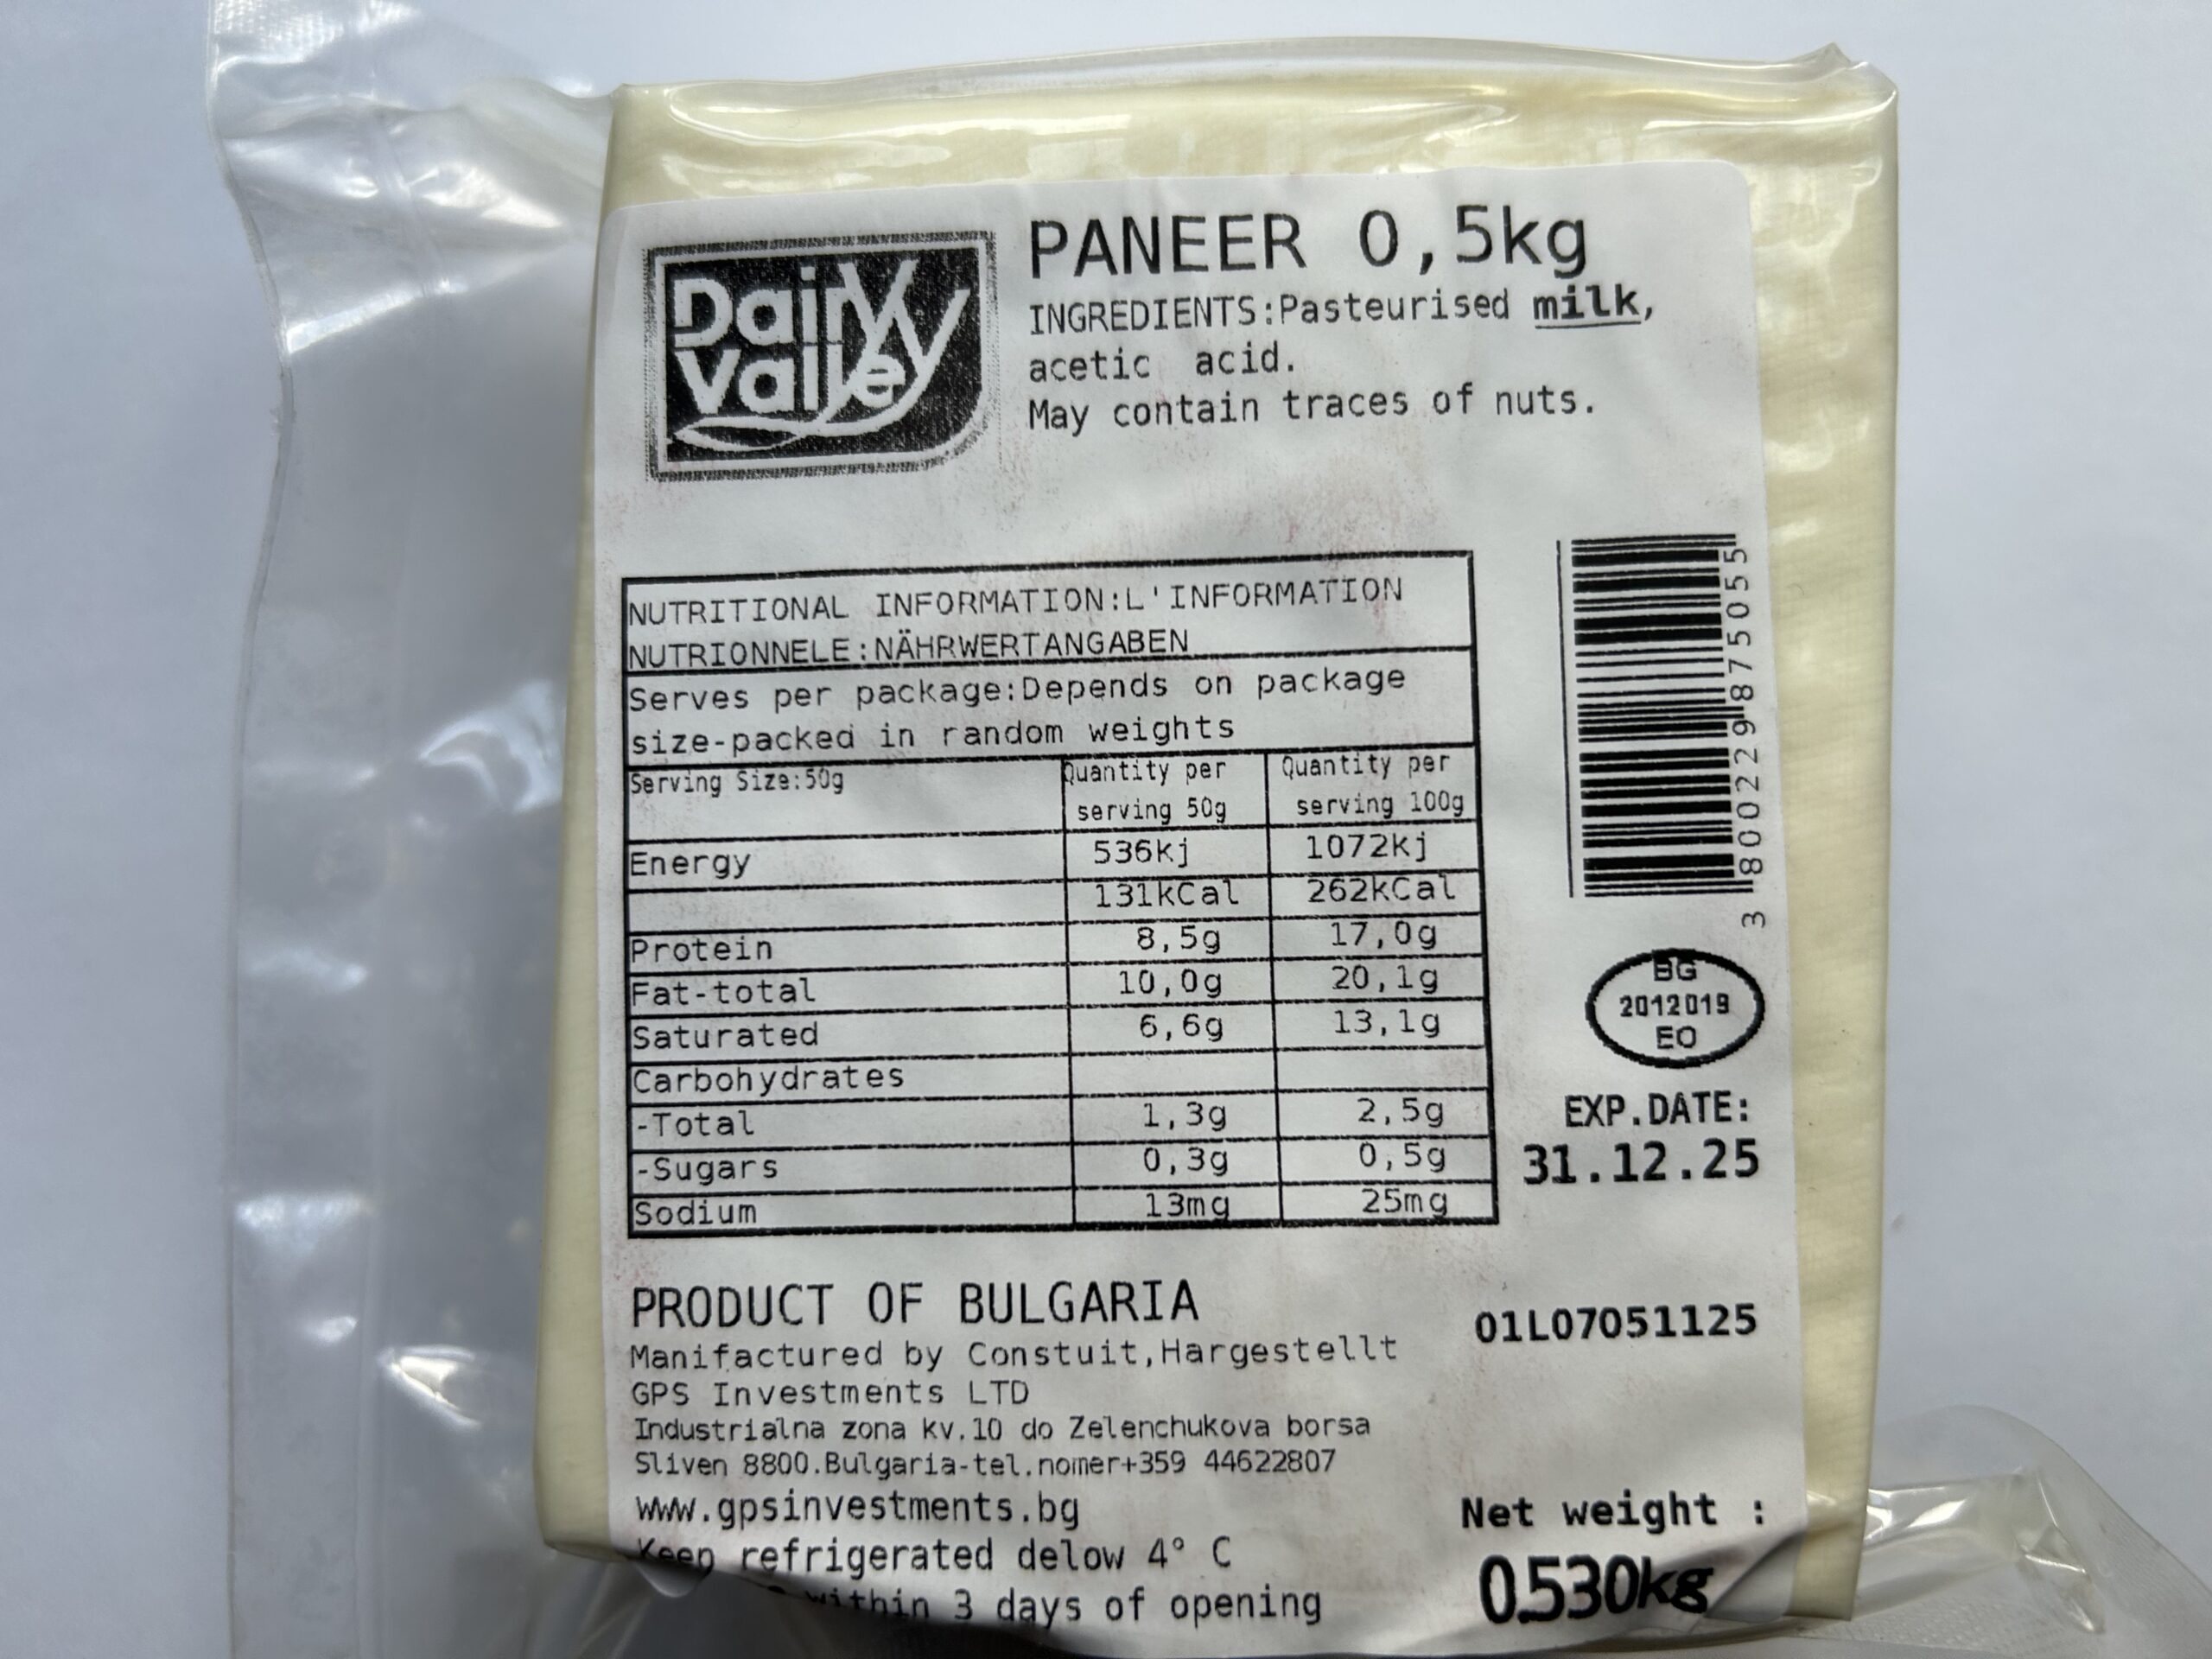 Dairy
Valley
PANEER 0,5kg
INGREDIENTS:Pasteurised milk,
acetic acid.
May contain traces of nuts.
NUTRITIONAL INFORMATION:L'INFORMATION
NUTRIONNELE:NÄHRWERTANGABEN
Serves per package:Depends on package
size-packed in random weights
Serving Size:50g Quantity per serving 50g Quantity per serving 100g
Energy 536kj 1072kj
131kCal 262kCal
Protein 8,5g 17,0g
Fat-total 10,0g 20,1g
Saturated 6,6g 13,1g
Carbohydrates
-Total 1,3g 2,5g
-Sugars 0,3g 0,5g
Sodium 13mg 25mg
3 800229 875055
BG
2012019
EO
EXP.DATE:
31.12.25
PRODUCT OF BULGARIA
01L07051125
Manifactured by Constuit,Hargestellt
GPS Investments LTD
Industrialna zona kv.10 do Zelenchukova borsa
Sliven 8800.Bulgaria-tel.nomer+359 44622807
www.gpsinvestments.bg
Keep refrigerated delow 4° C
within 3 days of opening
Net weight :
0.530kg